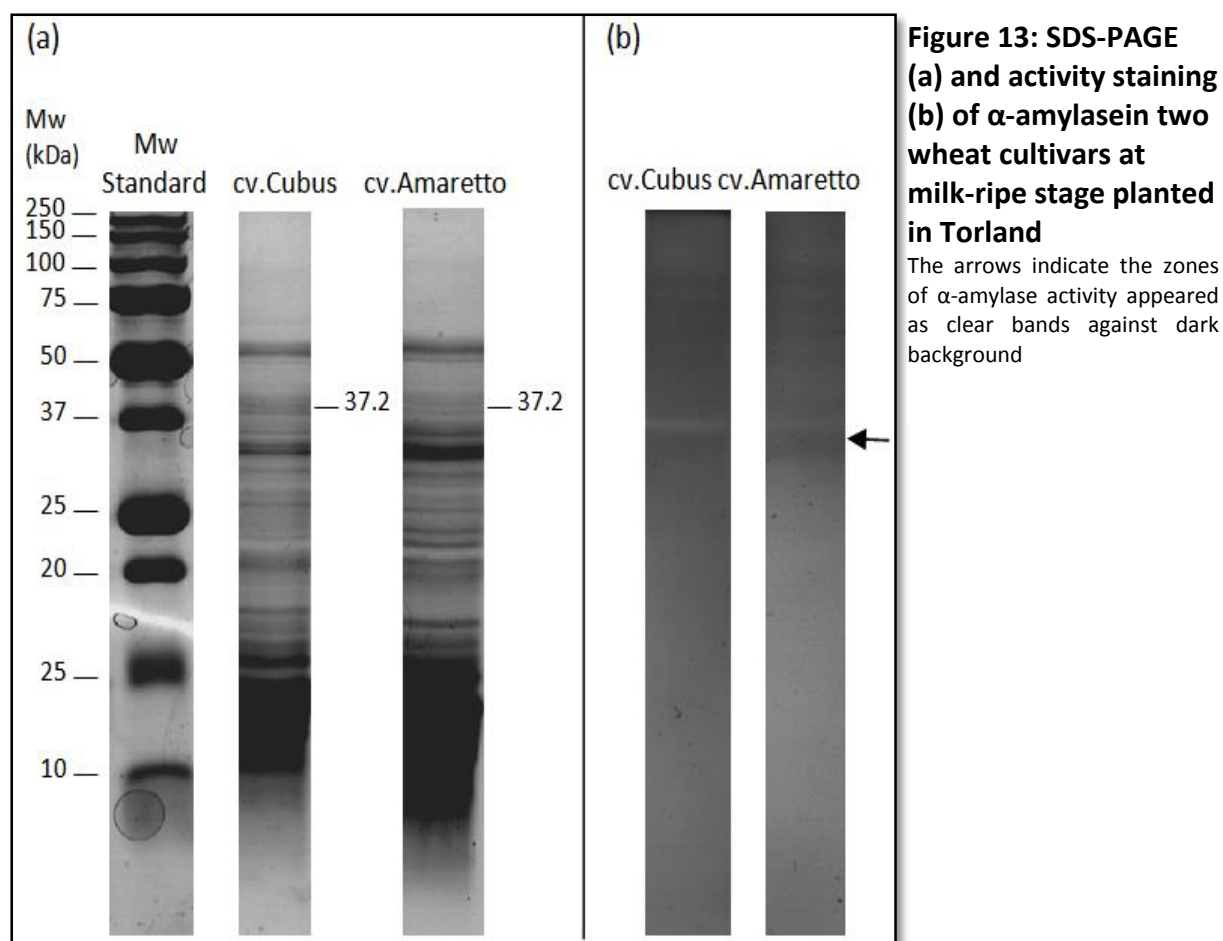 (a)
Mw
(kDa)
Mw
Standard
cv.Cubus
cv.Amaretto
250
150
100
75
50
37
25
20
25
10
37.2
37.2
(b)
cv.Cubus cv.Amaretto
Figure 13: SDS-PAGE
(a) and activity staining
(b) of α-amylasein two
wheat cultivars at
milk-ripe stage planted
in Torland
The arrows indicate the zones
of α-amylase activity appeared
as clear bands against dark
background